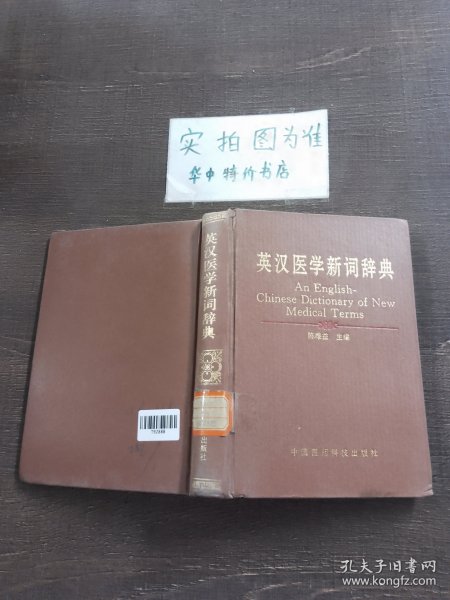 实拍图为准
华中特价书店
英汉医学新词辞典
An English-
Chinese Dictionary of New
Medical Terms
陈维益 主编
中国医药科技出版社
英汉医学新词辞典
出版社
孔夫子旧书网
www.kongfz.com